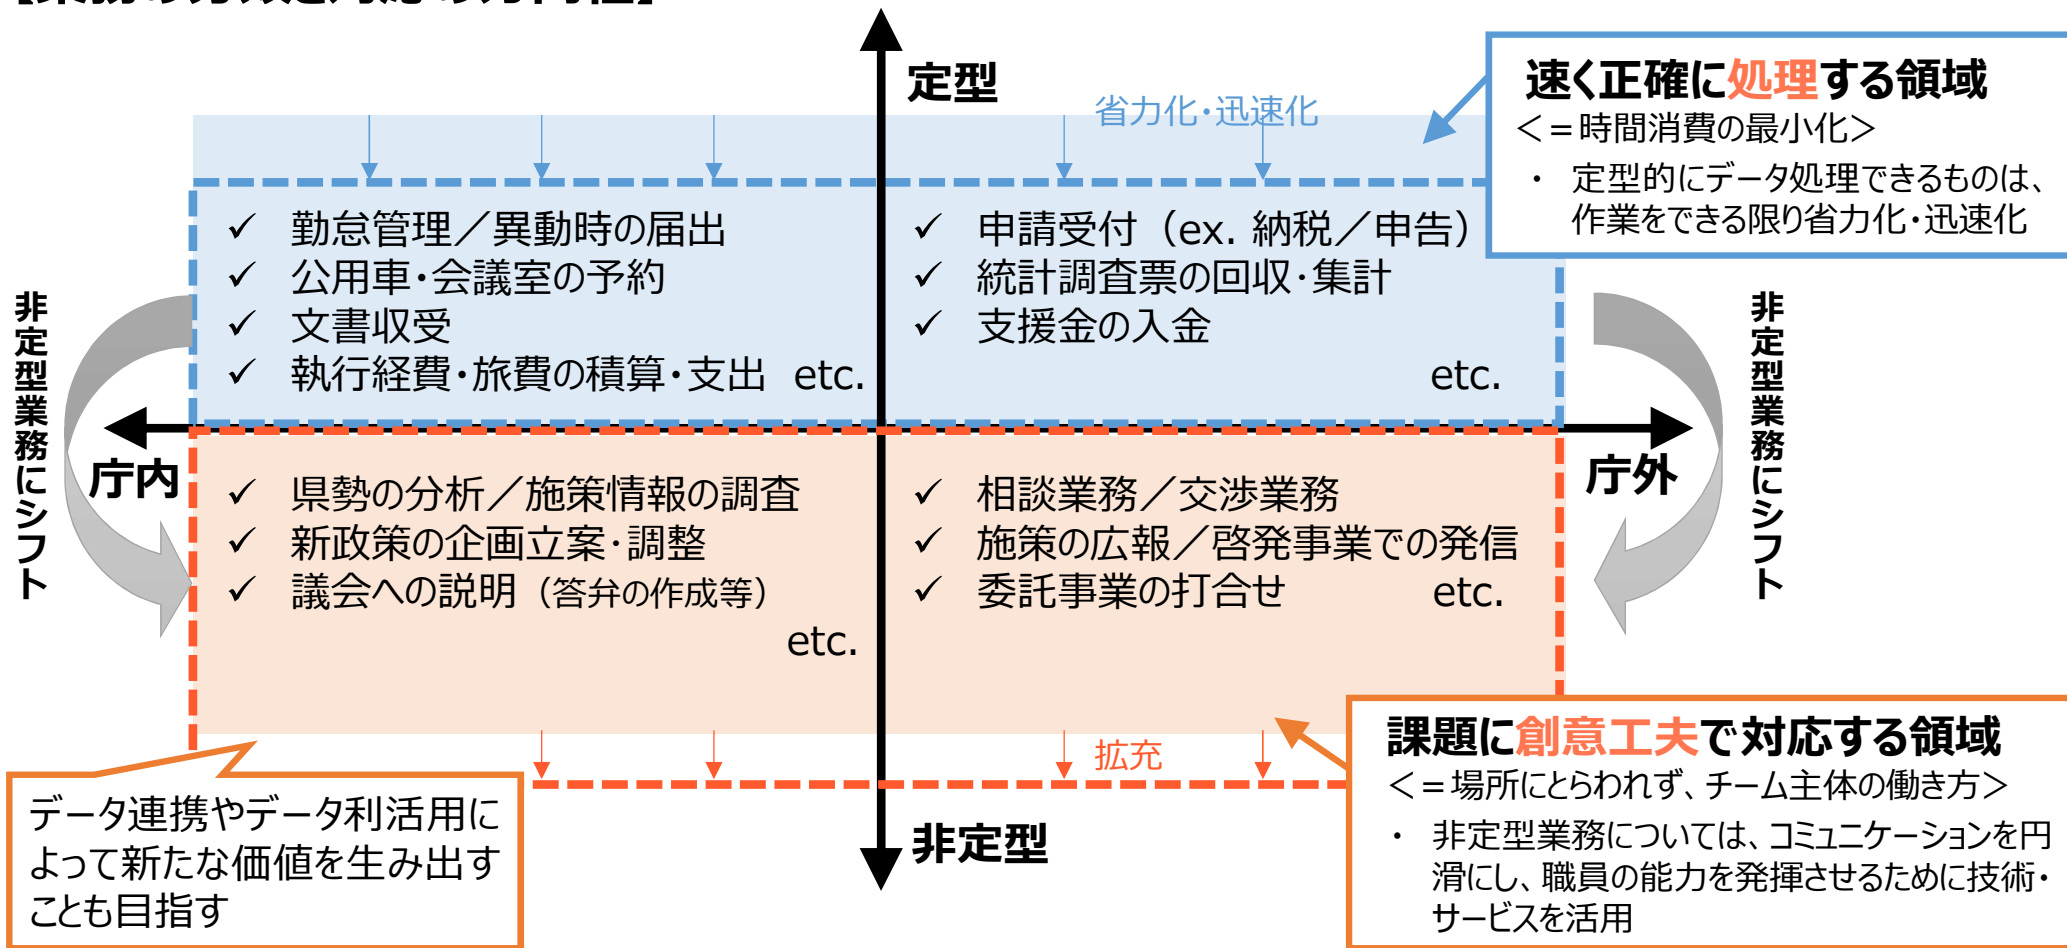 【業務の分類と対応の方向性】
定型
省力化・迅速化
速く正確に処理する領域
＜＝時間消費の最小化＞
・ 定型的にデータ処理できるものは、
作業をできる限り省力化・迅速化
✓ 勤怠管理／異動時の届出
✓ 公用車・会議室の予約
✓ 文書収受
✓ 執行経費・旅費の積算・支出 etc.
✓ 申請受付（ex. 納税／申告）
✓ 統計調査票の回収・集計
✓ 支援金の入金
etc.
非定型業務にシフト
非定型業務にシフト
庁内
庁外
✓ 県勢の分析／施策情報の調査
✓ 新政策の企画立案・調整
✓ 議会への説明（答弁の作成等）
etc.
✓ 相談業務／交渉業務
✓ 施策の広報／啓発事業での発信
✓ 委託事業の打合せ etc.
拡充
非定型
データ連携やデータ利活用に
よって新たな価値を生み出す
ことも目指す
課題に創意工夫で対応する領域
＜＝場所にとらわれず、チーム主体の働き方＞
・ 非定型業務については、コミュニケーションを円
滑にし、職員の能力を発揮させるために技術・
サービスを活用